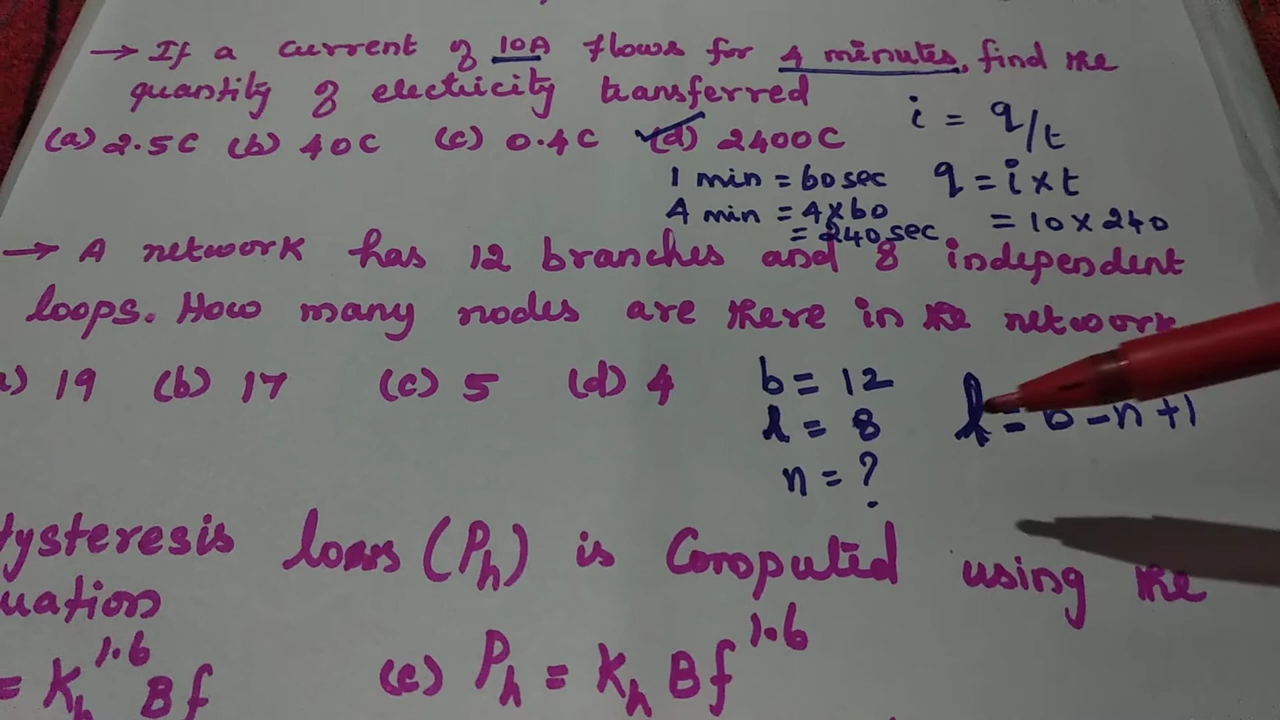 → If a current of 10A flows for 4 minutes, find the
quantity of electricity transferred
(a) 2.5C (b) 40C (c) 0.4C (d) 2400C
i = q/t
1 min = 60 sec
q = i × t
4 min = 4×60
= 240 sec
= 10 × 240
→ A network has 12 branches and 8 independent
loops. How many nodes are there in the network
) 19 (b) 17 (c) 5 (d) 4
b = 12
l = 8
l = b - n + 1
n = ?
ysteresis loss (Ph) is Computed using the
uation
= Kh^1.6 B f (c) Ph = Kh B f^1.6